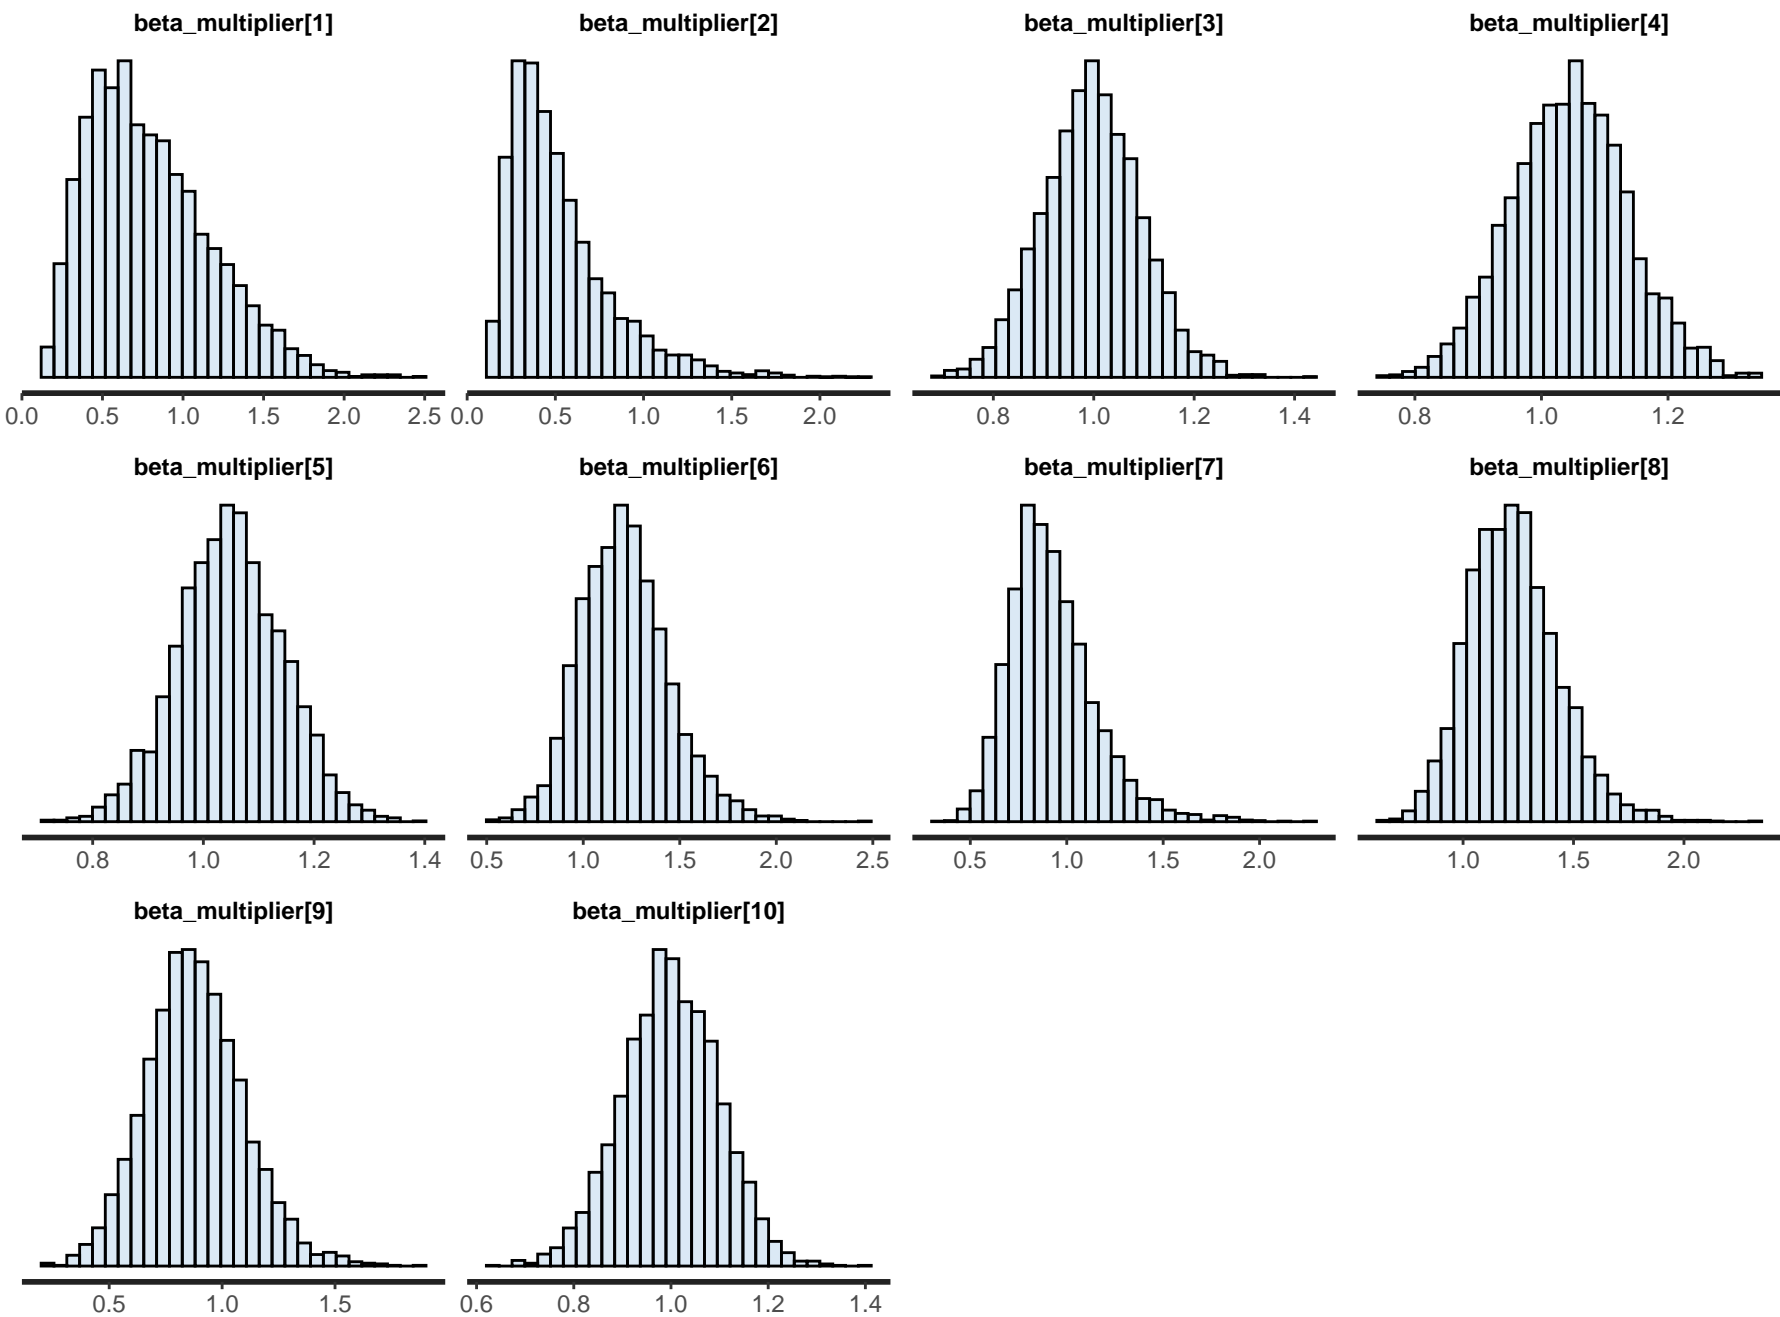 beta_multiplier[1] beta_multiplier[2] beta_multiplier[3] beta_multiplier[4]
0.0 0.5 1.0 1.5 2.0 2.5 0.0 0.5 1.0 1.5 2.0 0.8 1.0 1.2 1.4 0.8 1.0 1.2
beta_multiplier[5] beta_multiplier[6] beta_multiplier[7] beta_multiplier[8]
0.8 1.0 1.2 1.4 0.5 1.0 1.5 2.0 2.5 0.5 1.0 1.5 2.0 1.0 1.5 2.0
beta_multiplier[9] beta_multiplier[10]
0.5 1.0 1.5 0.6 0.8 1.0 1.2 1.4